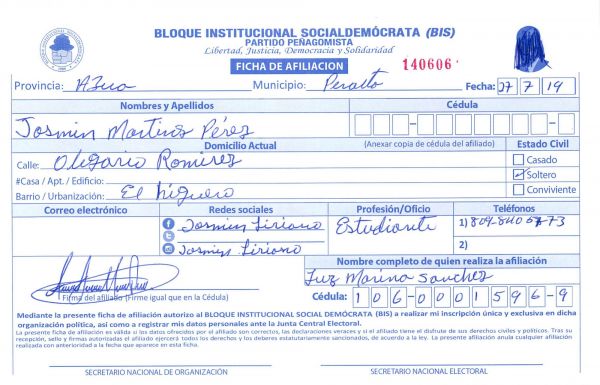 BLOQUE INSTITUCIONAL SOCIALDEMÓCRATA (BIS)
PARTIDO PEÑAGOMISTA
Libertad, Justicia, Democracia y Solidaridad
FICHA DE AFILIACION 140606
Provincia: Azua Municipio: Peralta Fecha: 27 7 19
Nombres y Apellidos Cédula
Josmin Martinez Pérez
Domicilio Actual (Anexar copia de cédula del afiliado) Estado Civil
Calle: Olegario Ramirez Casado
#Casa / Apt. / Edificio: Soltero
Barrio / Urbanización: El higuero Conviviente
Correo electrónico Redes sociales Profesión/Oficio Teléfonos
Josmin Liriano Estudiante 1) 809-840
Josmin Liriano 2)
Nombre completo de quien realiza la afiliación
Luz Marina Sanchez
Firma del afiliado (Firme igual que en la Cédula) Cédula: 106-0001596-9
Mediante la presente ficha de afiliación autorizo al BLOQUE INSTITUCIONAL SOCIAL DEMÓCRATA (BIS) a realizar mi inscripción única y exclusiva en dicha
organización política, así como a registrar mis datos personales ante la Junta Central Electoral.
La presente ficha de afiliación es válida si los datos ofrecidos por el afiliado son correctos, las declaraciones veraces y si el afiliado tiene el disfrute de sus derechos civiles y políticos. Tras su
recepción, sello y firmas autorizadas el afiliado ejercerá todos los derechos y los deberes estatutariamente sancionados, de acuerdo a la ley. La presente afiliación anula cualquier afiliación
realizada con anterioridad a la fecha que aparece en esta ficha.
SECRETARIO NACIONAL DE ORGANIZACIÓN SECRETARIO NACIONAL ELECTORAL